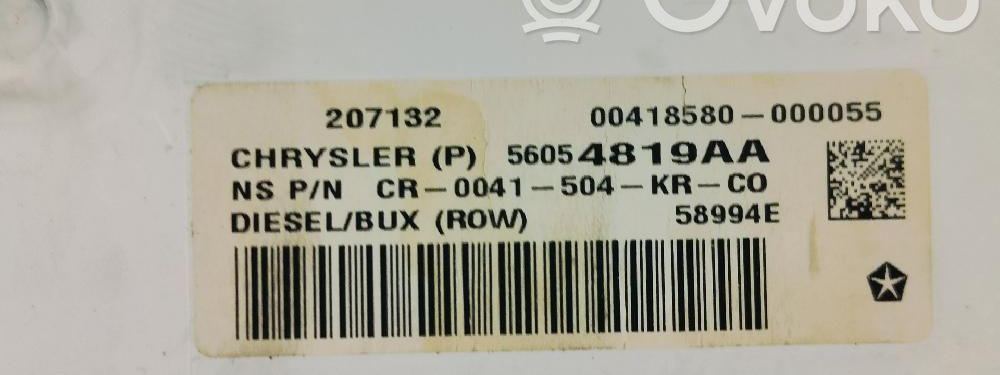 OVOKO
207132 00418580-000055
CHRYSLER (P) 56054819AA
NS P/N CR-0041-504-KR-CO
DIESEL/BUX (ROW) 58994E